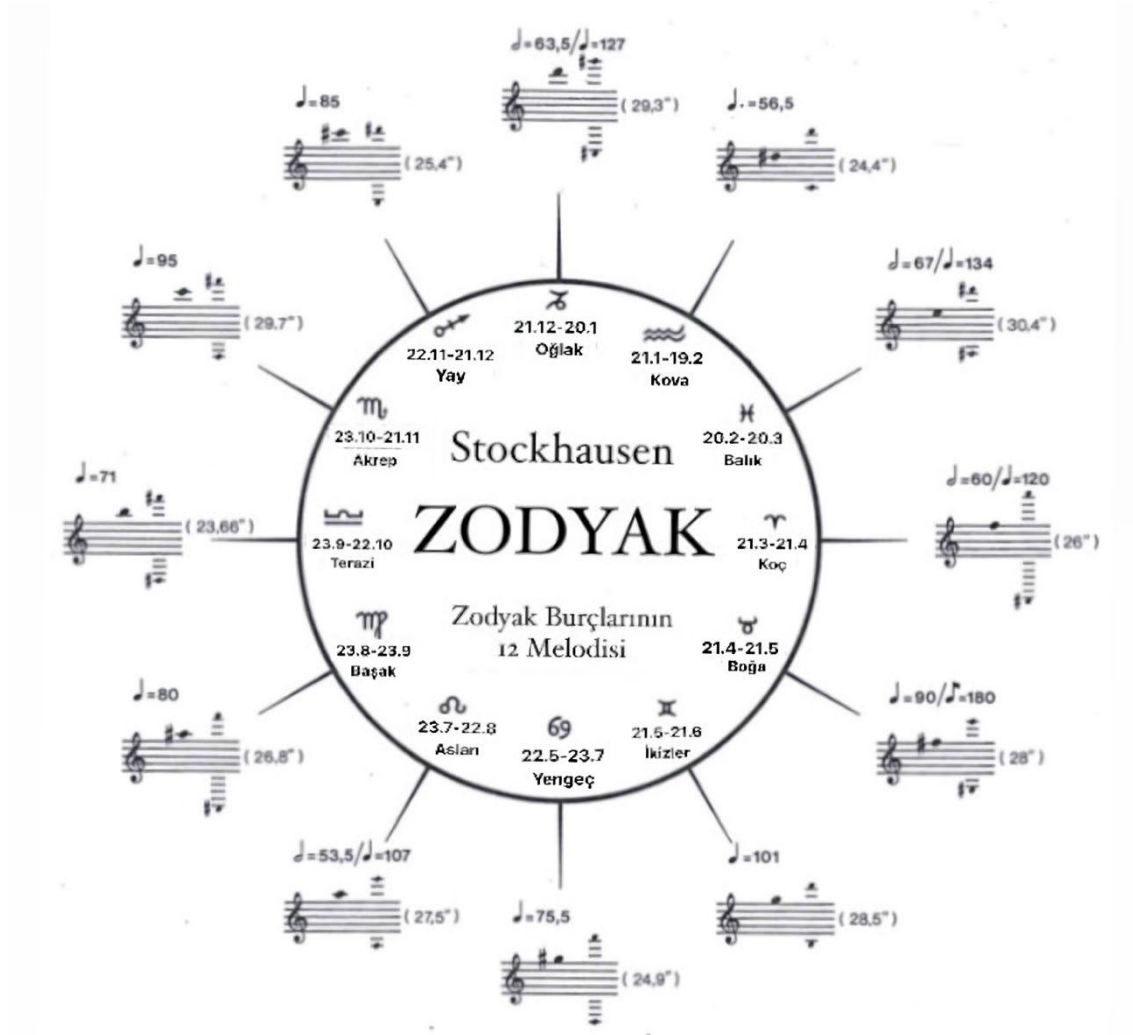 𝅗𝅥=63,5/♩=127
(29,3")
♩.=56,5
(24,4")
𝅗𝅥=67/♩=134
(30,4")
𝅗𝅥=60/♩=120
(26")
♩=90/♪=180
(28")
♩=101
(28,5")
♩=75,5
(24,9")
𝅗𝅥=53,5/♩=107
(27,5")
♩=80
(26,8")
♩=71
(23,66")
♩=95
(29,7")
♩=85
(25,4")
21.12-20.1
Oğlak
21.1-19.2
Kova
20.2-20.3
Balık
21.3-21.4
Koç
21.4-21.5
Boğa
21.5-21.6
İkizler
22.5-23.7
Yengeç
23.7-22.8
Aslan
23.8-23.9
Başak
23.9-22.10
Terazi
23.10-21.11
Akrep
22.11-21.12
Yay
Stockhausen
ZODYAK
Zodyak Burçlarının
12 Melodisi